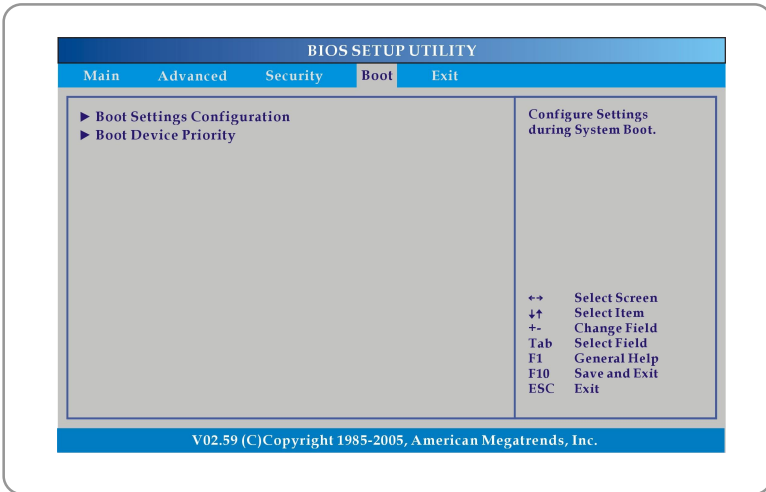 BIOS SETUP UTILITY
Main Advanced Security Boot Exit
► Boot Settings Configuration
► Boot Device Priority
Configure Settings
during System Boot.
←→ Select Screen
↓↑ Select Item
+- Change Field
Tab Select Field
F1 General Help
F10 Save and Exit
ESC Exit
V02.59 (C)Copyright 1985-2005, American Megatrends, Inc.